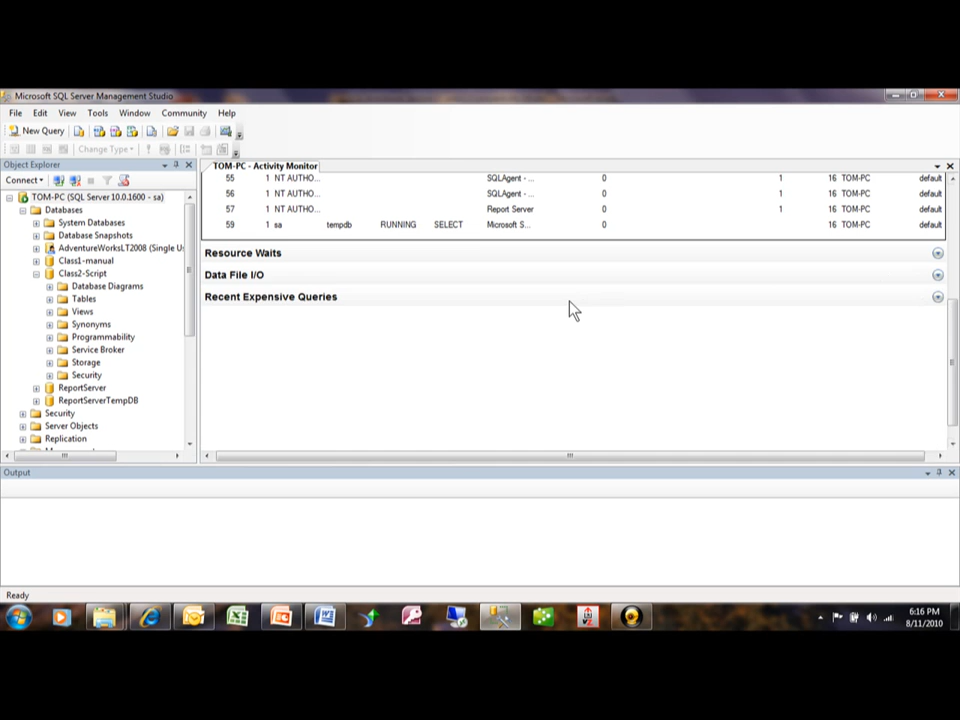 Microsoft SQL Server Management Studio
File Edit View Tools Window Community Help
New Query
Change Type
Object Explorer
TOM-PC - Activity Monitor
Connect
TOM-PC (SQL Server 10.0.1600 - sa)
Databases
System Databases
Database Snapshots
AdventureWorksLT2008 (Single Us
Class1-manual
Class2-Script
Database Diagrams
Tables
Views
Synonyms
Programmability
Service Broker
Storage
Security
ReportServer
ReportServerTempDB
Security
Server Objects
Replication
55 1 NT AUTHO... SQLAgent - ... 0 1 16 TOM-PC default
56 1 NT AUTHO... SQLAgent - ... 0 1 16 TOM-PC default
57 1 NT AUTHO... Report Server 0 1 16 TOM-PC default
59 1 sa tempdb RUNNING SELECT Microsoft S... 0 16 TOM-PC default
Resource Waits
Data File I/O
Recent Expensive Queries
Output
Ready
6:16 PM
8/11/2010